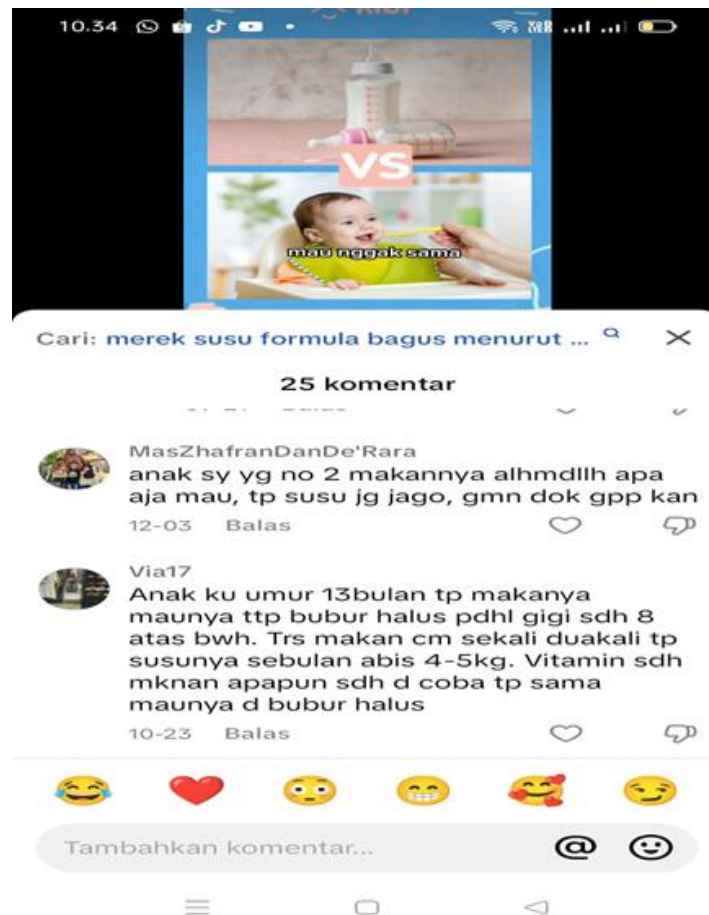 10.34
VS
mau nggak sama
Cari: merek susu formula bagus menurut ...
25 komentar
Balas
MasZhafranDanDe'Rara
anak sy yg no 2 makannya alhmdllh apa
aja mau, tp susu jg jago, gmn dok gpp kan
12-03 Balas
Via17
Anak ku umur 13bulan tp makanya
maunya ttp bubur halus pdhl gigi sdh 8
atas bwh. Trs makan cm sekali duakali tp
susunya sebulan abis 4-5kg. Vitamin sdh
mknan apapun sdh d coba tp sama
maunya d bubur halus
10-23 Balas
Tambahkan komentar...